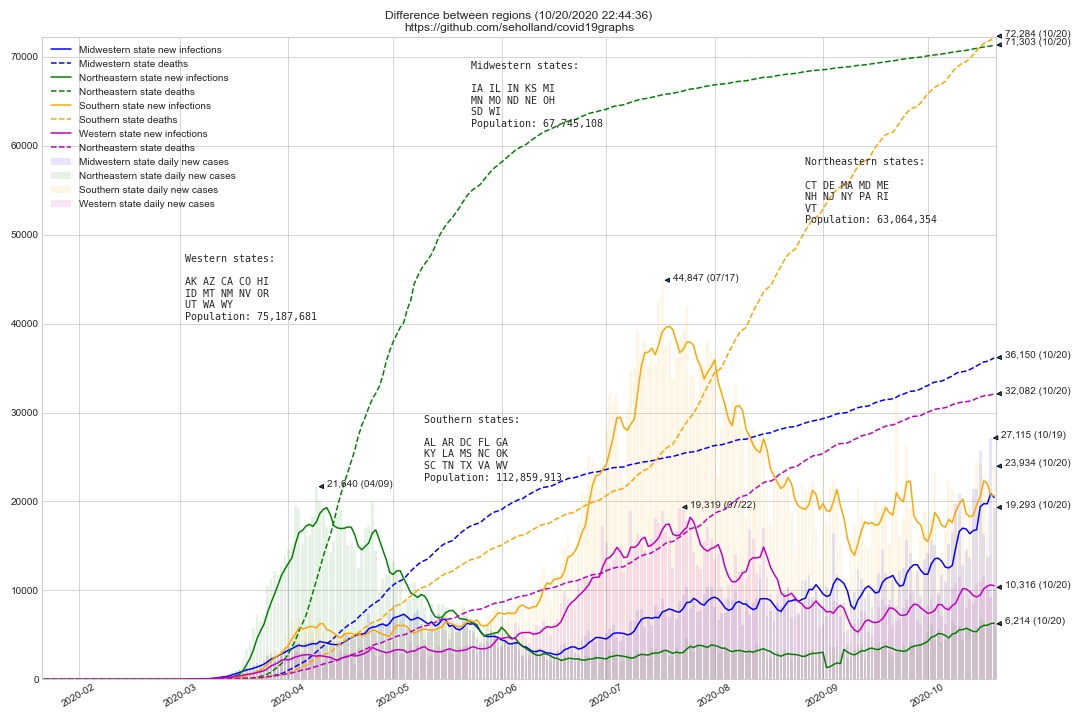 Difference between regions (10/20/2020 22:44:36)
https://github.com/seholland/covid19graphs
Midwestern state new infections
Midwestern state deaths
Northeastern state new infections
Northeastern state deaths
Southern state new infections
Southern state deaths
Western state new infections
Northeastern state deaths
Midwestern state daily new cases
Northeastern state daily new cases
Southern state daily new cases
Western state daily new cases
Midwestern states:
IA IL IN KS MI
MN MO ND NE OH
SD WI
Population: 67,745,108
Northeastern states:
CT DE MA MD ME
NH NJ NY PA RI
VT
Population: 63,064,354
Western states:
AK AZ CA CO HI
ID MT NM NV OR
UT WA WY
Population: 75,187,681
Southern states:
AL AR DC FL GA
KY LA MS NC OK
SC TN TX VA WV
Population: 112,859,913
72,284 (10/20)
71,303 (10/20)
44,847 (07/17)
36,150 (10/20)
32,082 (10/20)
27,115 (10/19)
23,934 (10/20)
21,640 (04/09)
19,319 (07/22)
19,293 (10/20)
10,316 (10/20)
6,214 (10/20)
70000
60000
50000
40000
30000
20000
10000
0
2020-02
2020-03
2020-04
2020-05
2020-06
2020-07
2020-08
2020-09
2020-10